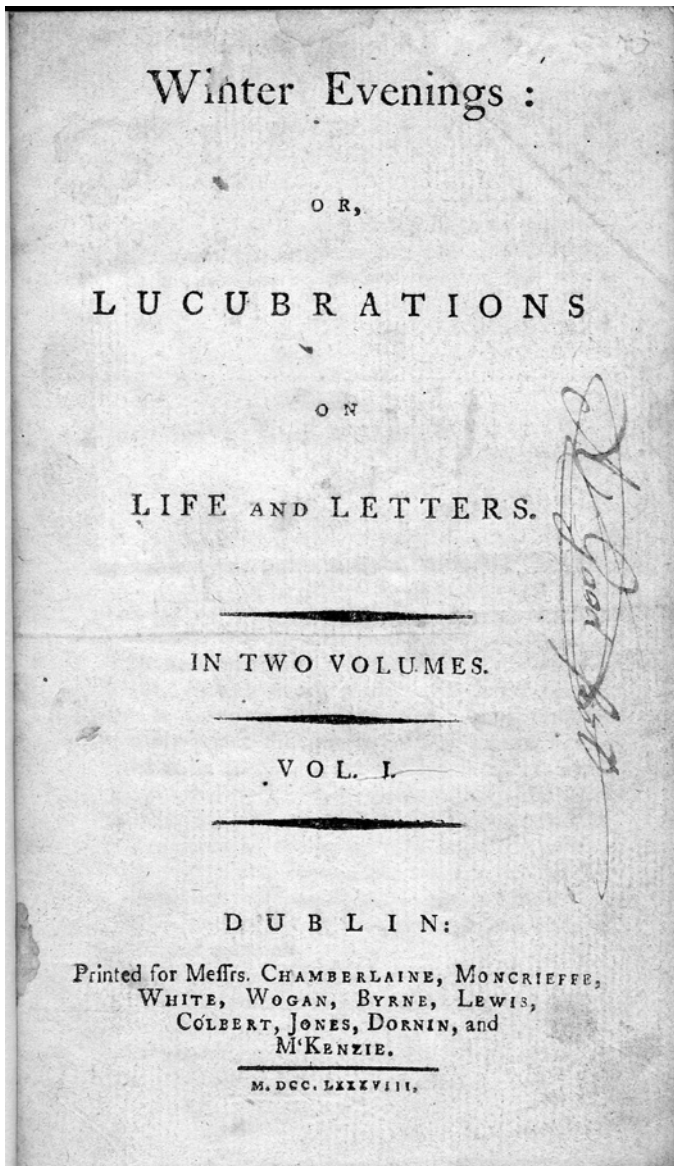 Winter Evenings :
OR,
LUCUBRATIONS
ON
LIFE AND LETTERS.
IN TWO VOLUMES.
VOL. I.
DUBLIN:
Printed for Meſſrs. CHAMBERLAINE, MONCRIEFFE,
WHITE, WOGAN, BYRNE, LEWIS,
COLBERT, JONES, DORNIN, and
M'KENZIE.
M.DCC.LXXXVIII,